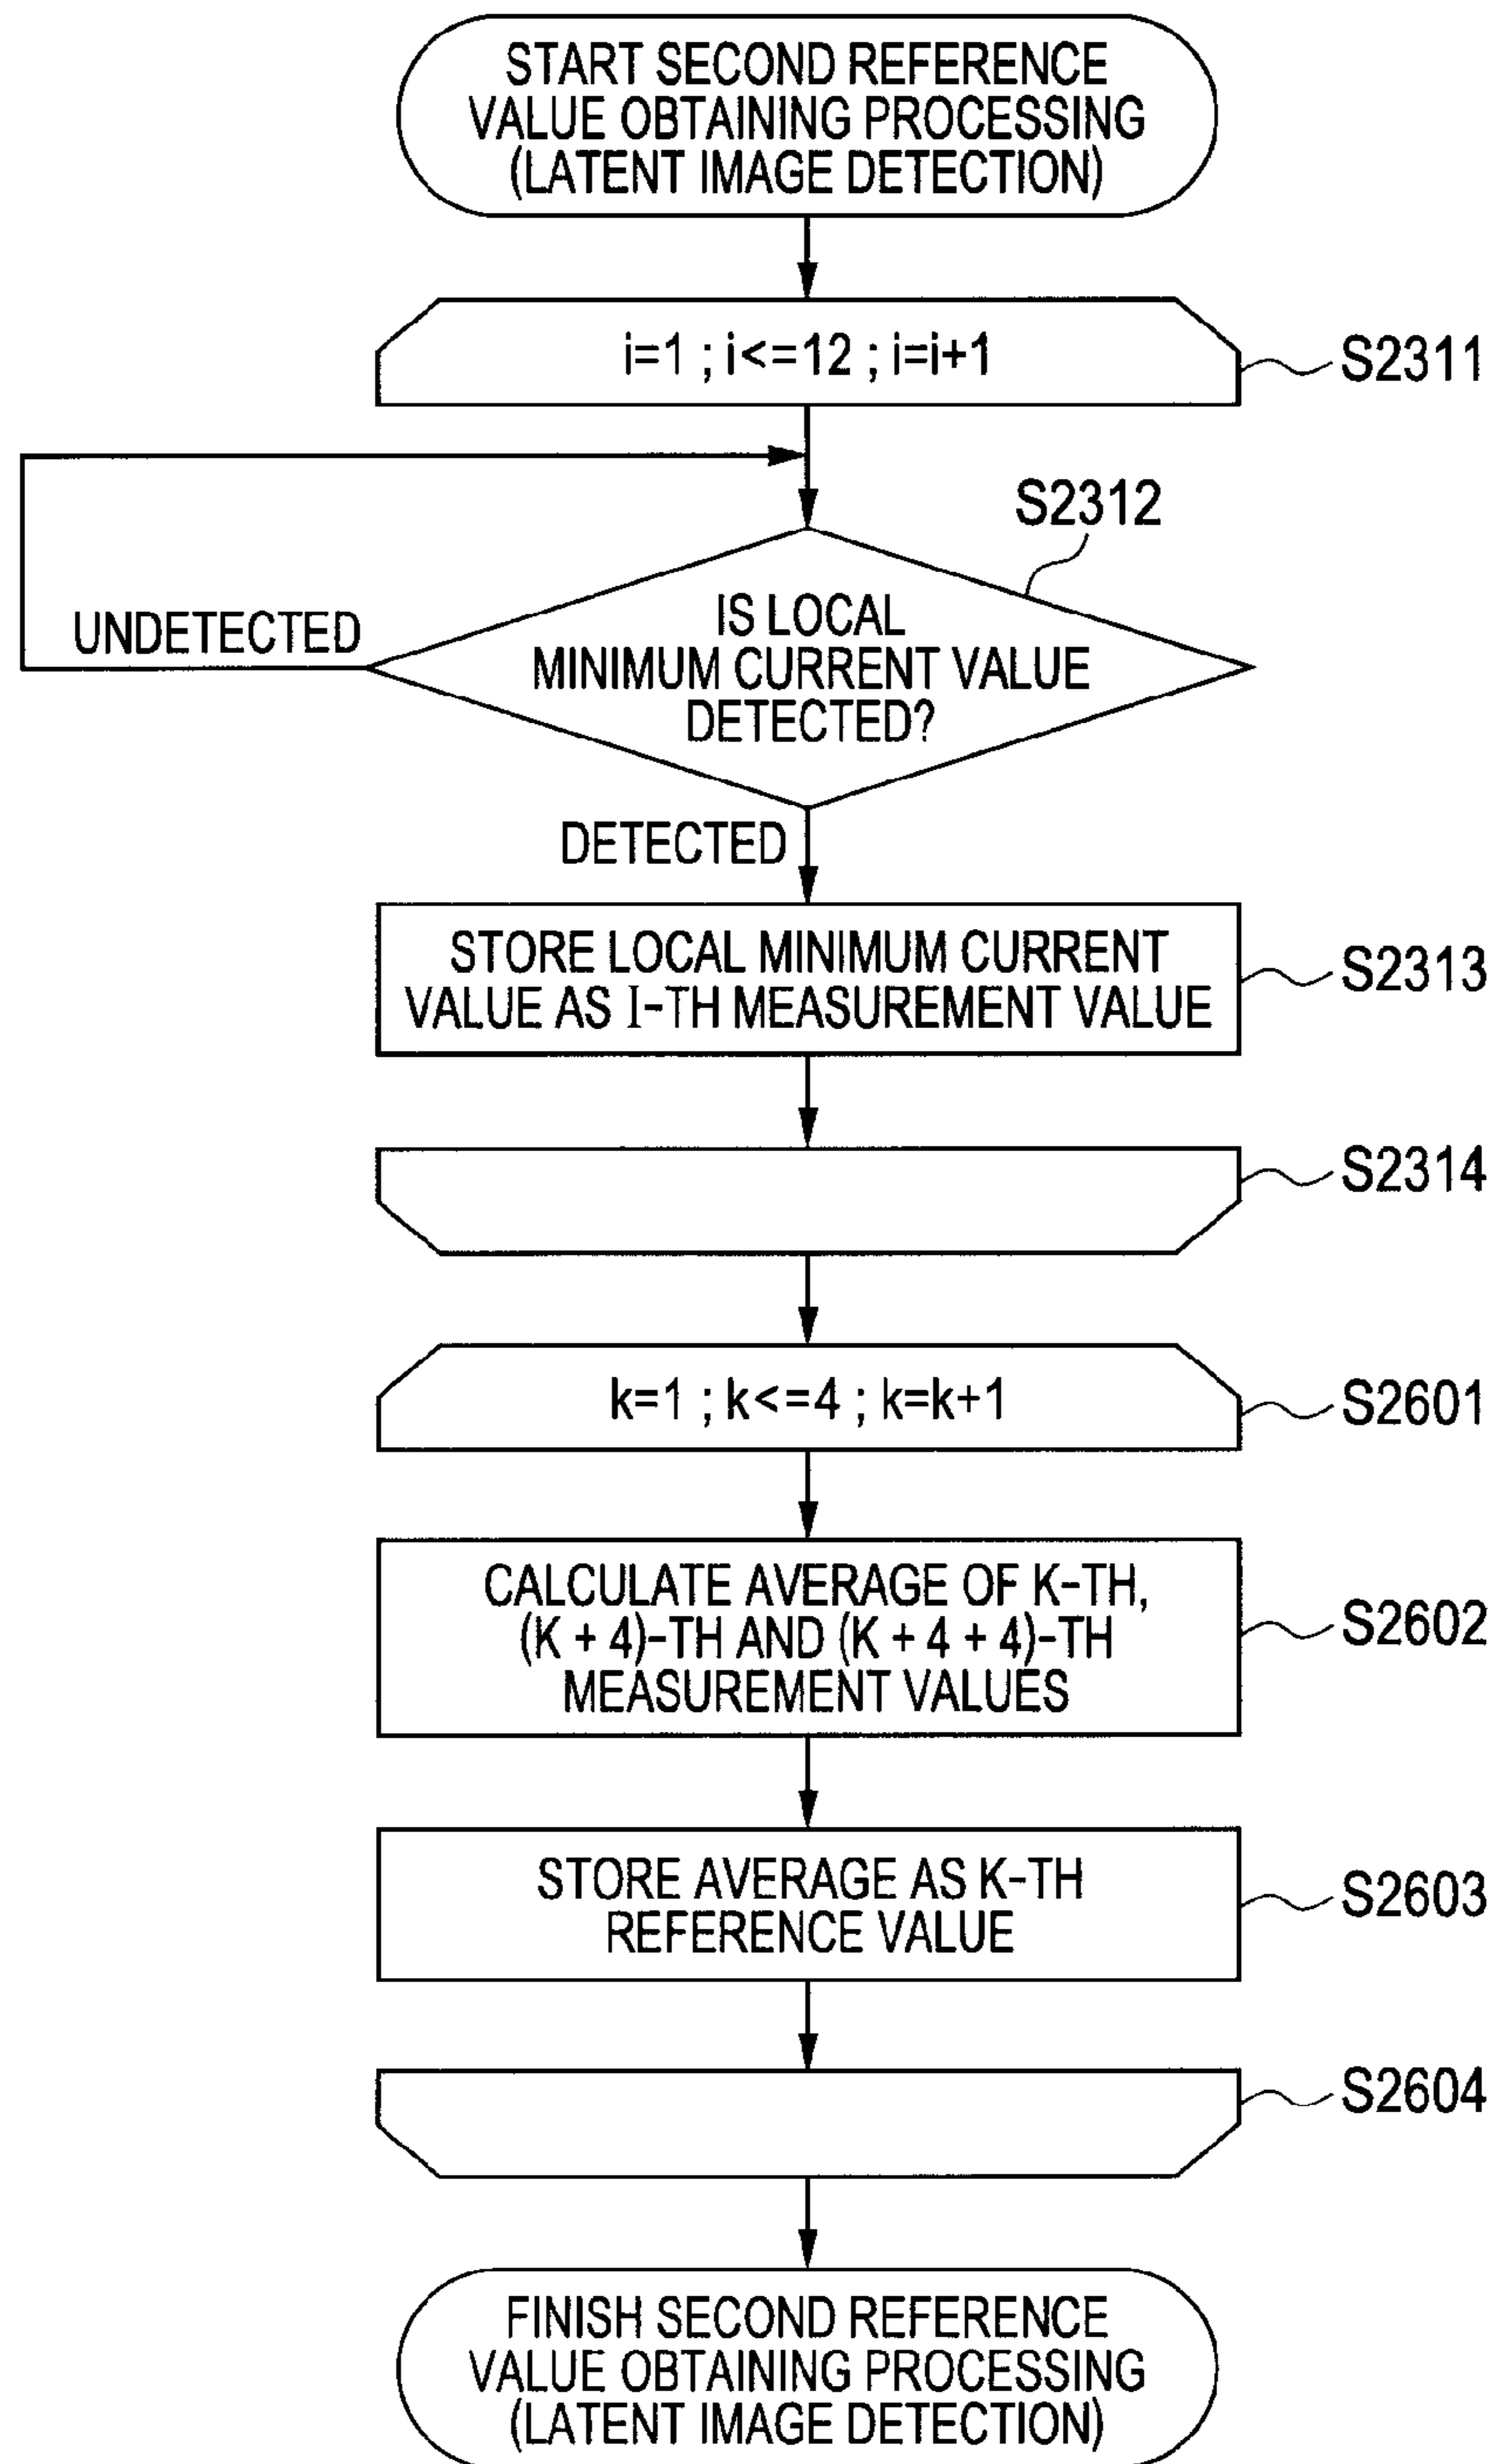 START SECOND REFERENCE
VALUE OBTAINING PROCESSING
(LATENT IMAGE DETECTION)
i=1 ; i<=12 ; i=i+1
S2311
S2312
IS LOCAL
MINIMUM CURRENT VALUE
DETECTED?
UNDETECTED
DETECTED
STORE LOCAL MINIMUM CURRENT
VALUE AS I-TH MEASUREMENT VALUE
S2313
S2314
k=1 ; k<=4 ; k=k+1
S2601
CALCULATE AVERAGE OF K-TH,
(K + 4)-TH AND (K + 4 + 4)-TH
MEASUREMENT VALUES
S2602
STORE AVERAGE AS K-TH
REFERENCE VALUE
S2603
S2604
FINISH SECOND REFERENCE
VALUE OBTAINING PROCESSING
(LATENT IMAGE DETECTION)